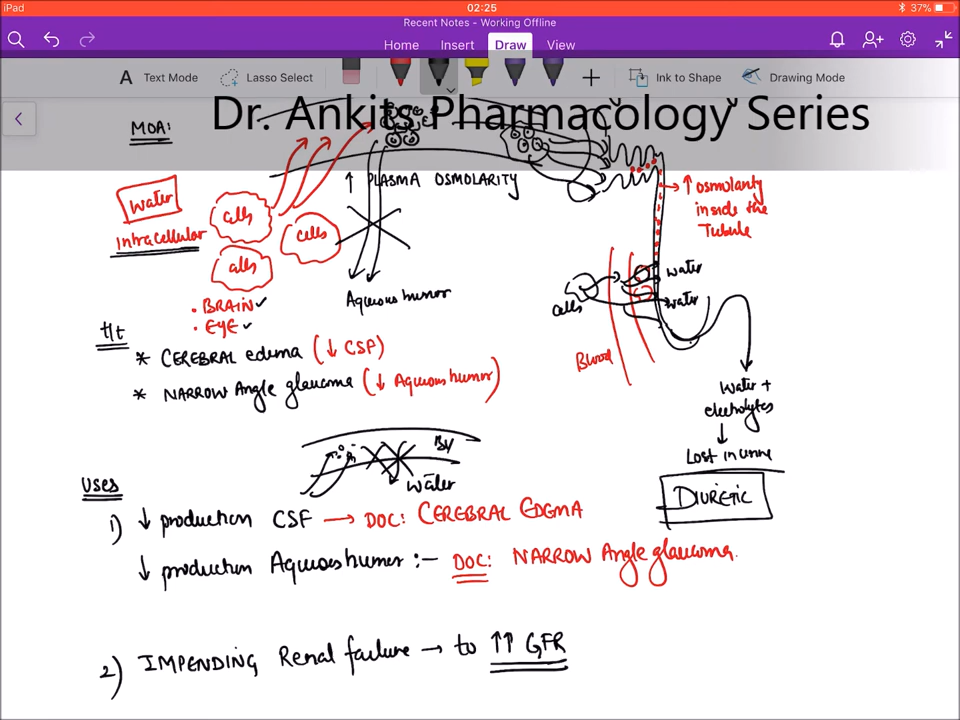 iPad
02:25
37%
Recent Notes - Working Offline
Home
Insert
Draw
View
Text Mode
Lasso Select
Ink to Shape
Drawing Mode
Dr. Ankits Pharmacology Series
MOA:
↑ PLASMA OSMOLARITY
Water
Intracellular
cells
cells
cells
• BRAIN ✓
• EYE ✓
Aqueous humor
→ ↑ osmolarity
inside the
Tubule
water
water
cells
Blood
t/t
* CEREBRAL edema (↓ CSF)
* NARROW Angle glaucoma (↓ Aqueous humor)
Water +
electrolytes
↓
Lost in urine
DIURETIC
BV
water
Uses
1) ↓ production CSF → DOC: CEREBRAL EDEMA
↓ production Aqueous humor :- DOC: NARROW Angle glaucoma.
2) IMPENDING Renal failure → to ↑↑ GFR